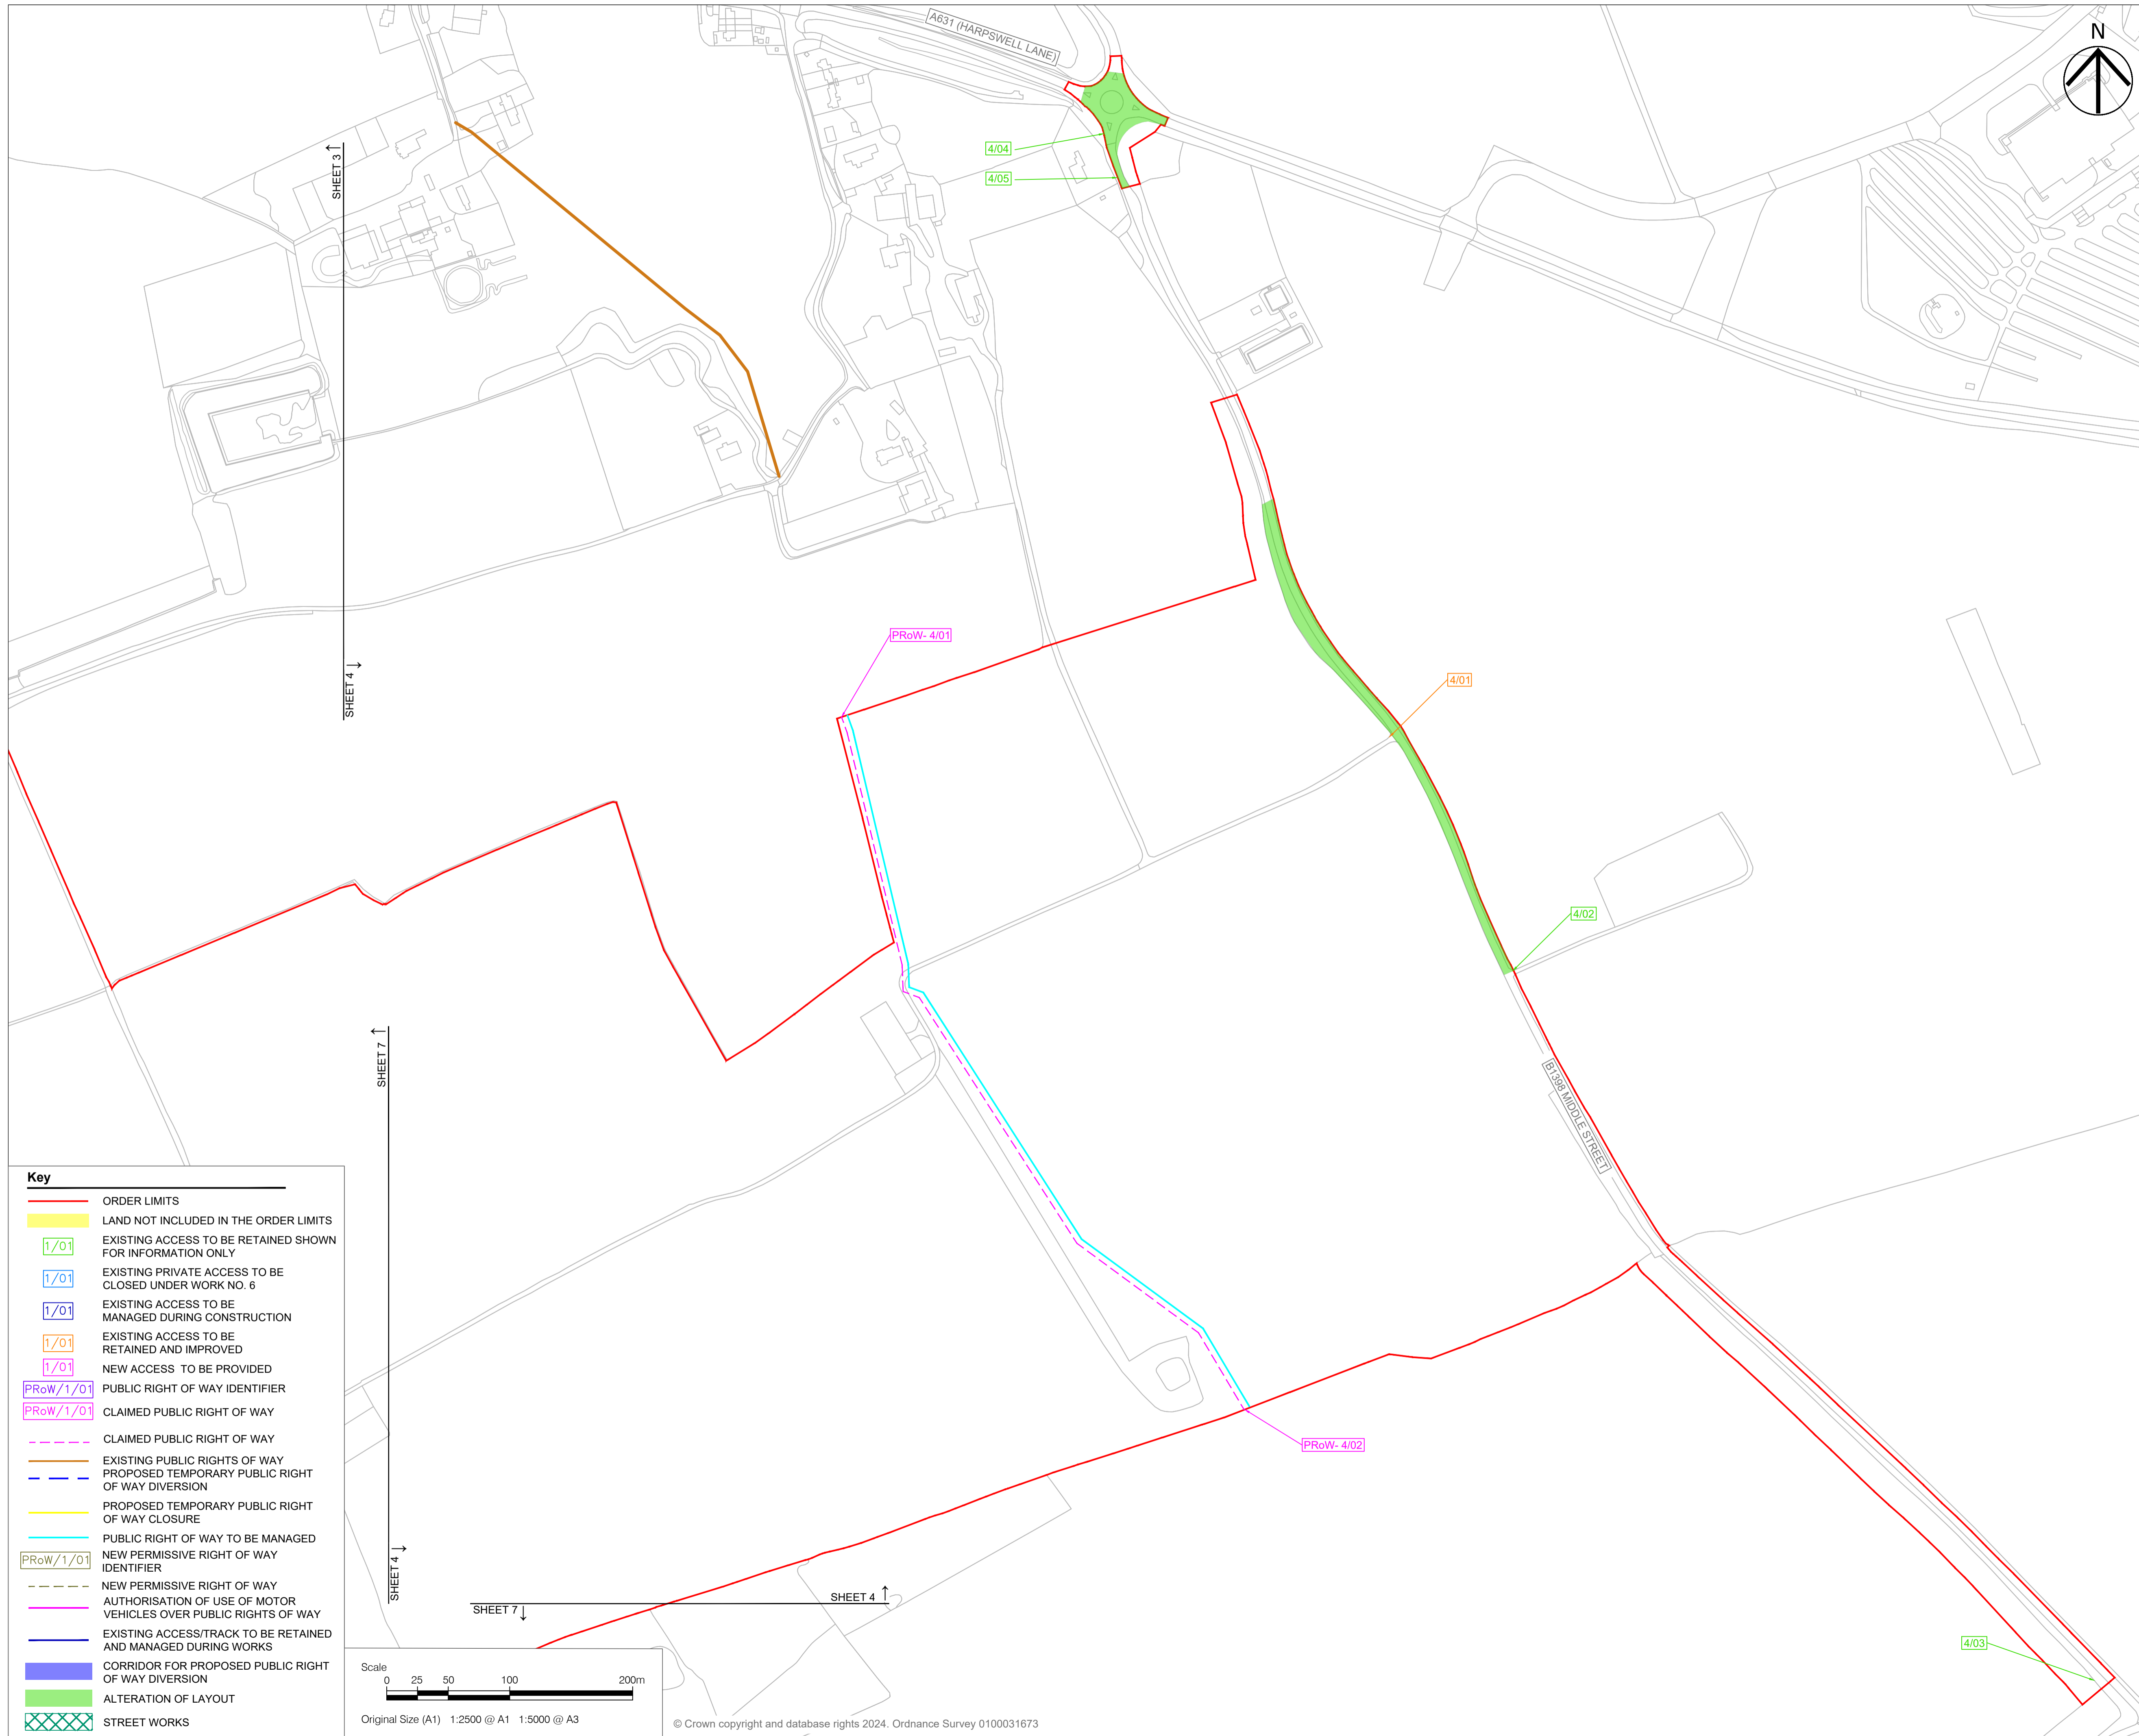 A631 (HARPSWELL LANE)
N
SHEET 3 ↑
4/04
4/05
PRoW- 4/01
SHEET 4 →
4/01
4/02
SHEET 7 ←
B1398 MIDDLE STREET
PRoW- 4/02
SHEET 4 →
SHEET 4 ↑
SHEET 7 ↓
4/03
Key
ORDER LIMITS
LAND NOT INCLUDED IN THE ORDER LIMITS
1/01 EXISTING ACCESS TO BE RETAINED SHOWN
FOR INFORMATION ONLY
1/01 EXISTING PRIVATE ACCESS TO BE
CLOSED UNDER WORK NO. 6
1/01 EXISTING ACCESS TO BE
MANAGED DURING CONSTRUCTION
1/01 EXISTING ACCESS TO BE
RETAINED AND IMPROVED
1/01 NEW ACCESS TO BE PROVIDED
PRoW/1/01 PUBLIC RIGHT OF WAY IDENTIFIER
PRoW/1/01 CLAIMED PUBLIC RIGHT OF WAY
CLAIMED PUBLIC RIGHT OF WAY
EXISTING PUBLIC RIGHTS OF WAY
PROPOSED TEMPORARY PUBLIC RIGHT
OF WAY DIVERSION
PROPOSED TEMPORARY PUBLIC RIGHT
OF WAY CLOSURE
PUBLIC RIGHT OF WAY TO BE MANAGED
PRoW/1/01 NEW PERMISSIVE RIGHT OF WAY
IDENTIFIER
NEW PERMISSIVE RIGHT OF WAY
AUTHORISATION OF USE OF MOTOR
VEHICLES OVER PUBLIC RIGHTS OF WAY
EXISTING ACCESS/TRACK TO BE RETAINED
AND MANAGED DURING WORKS
CORRIDOR FOR PROPOSED PUBLIC RIGHT
OF WAY DIVERSION
ALTERATION OF LAYOUT
STREET WORKS
Scale
0 25 50 100 200m
Original Size (A1) 1:2500 @ A1 1:5000 @ A3
© Crown copyright and database rights 2024. Ordnance Survey 0100031673